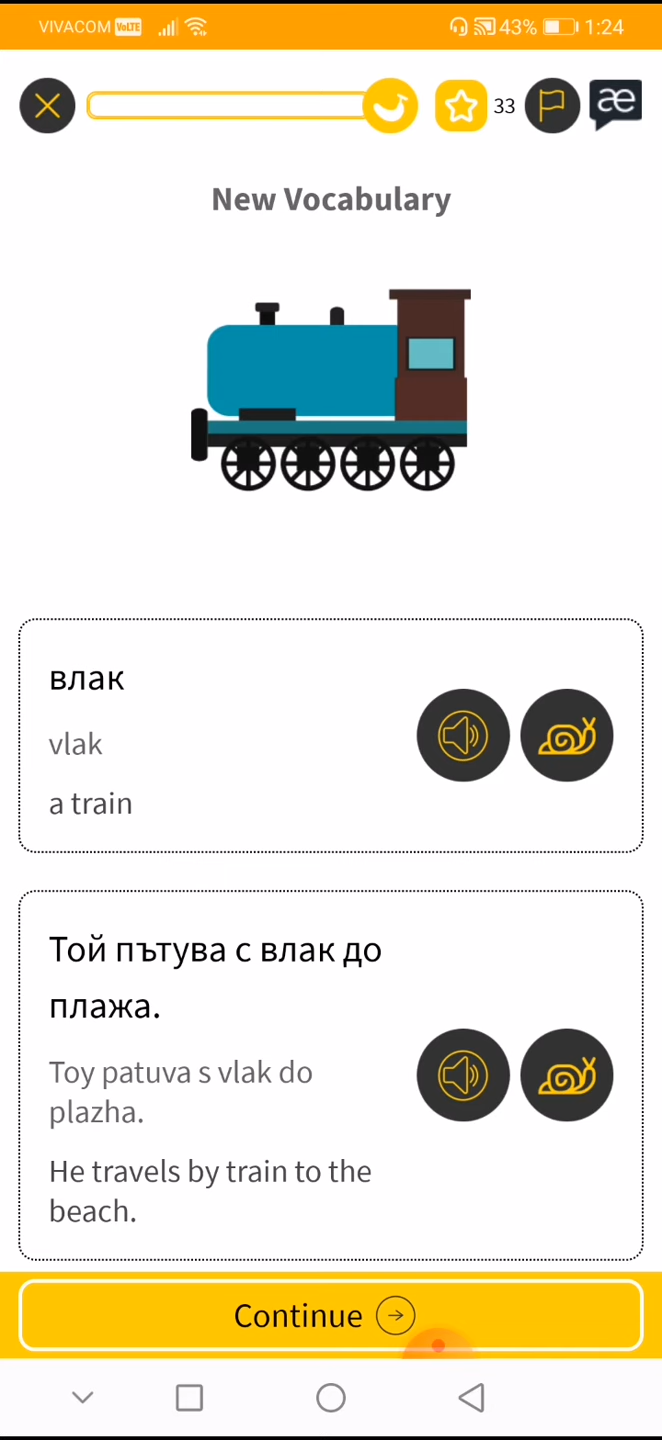 VIVACOM VoLTE 43% 1:24
33 æ
New Vocabulary
влак
vlak
a train
Той пътува с влак до
плажа.
Toy patuva s vlak do
plazha.
He travels by train to the
beach.
Continue